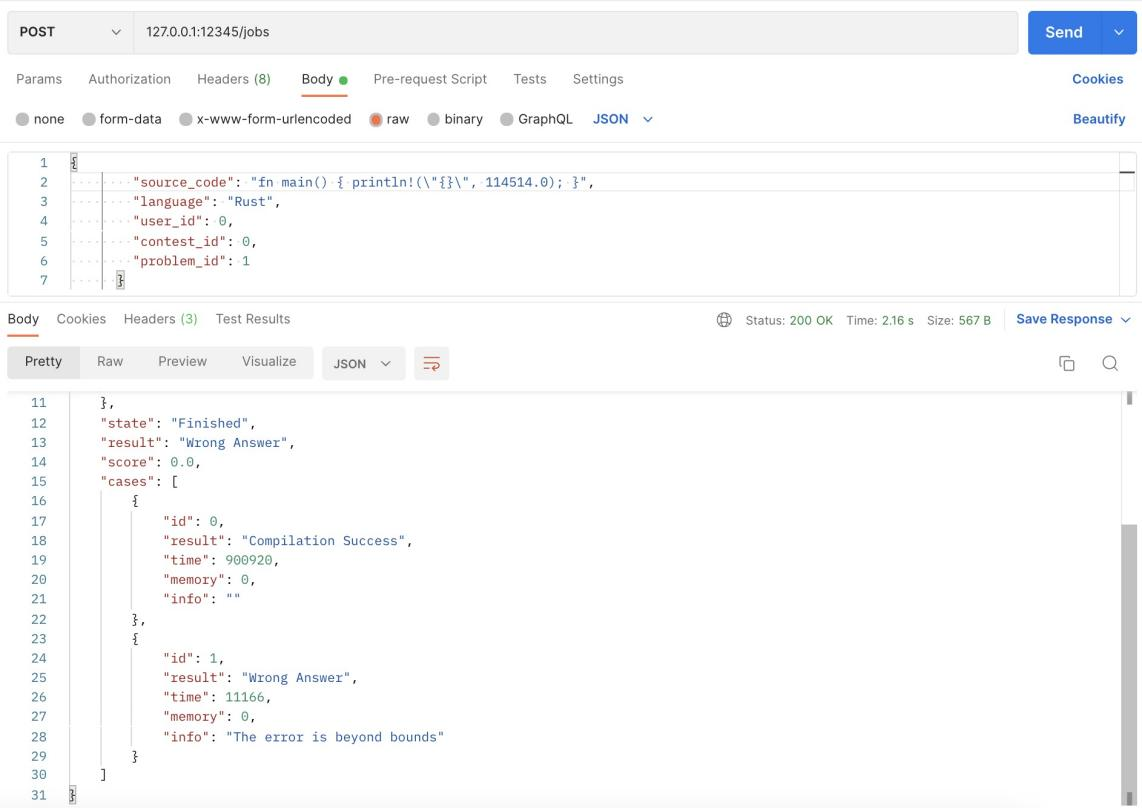 POST 127.0.0.1:12345/jobs Send
Params Authorization Headers (8) Body Pre-request Script Tests Settings Cookies
none form-data x-www-form-urlencoded raw binary GraphQL JSON Beautify
1 {
2 "source_code": "fn main() { println!(\"{}\", 114514.0); }",
3 "language": "Rust",
4 "user_id": 0,
5 "contest_id": 0,
6 "problem_id": 1
7 }
Body Cookies Headers (3) Test Results Status: 200 OK Time: 2.16 s Size: 567 B Save Response
Pretty Raw Preview Visualize JSON
11 },
12 "state": "Finished",
13 "result": "Wrong Answer",
14 "score": 0.0,
15 "cases": [
16 {
17 "id": 0,
18 "result": "Compilation Success",
19 "time": 900920,
20 "memory": 0,
21 "info": ""
22 },
23 {
24 "id": 1,
25 "result": "Wrong Answer",
26 "time": 11166,
27 "memory": 0,
28 "info": "The error is beyond bounds"
29 }
30 ]
31 }